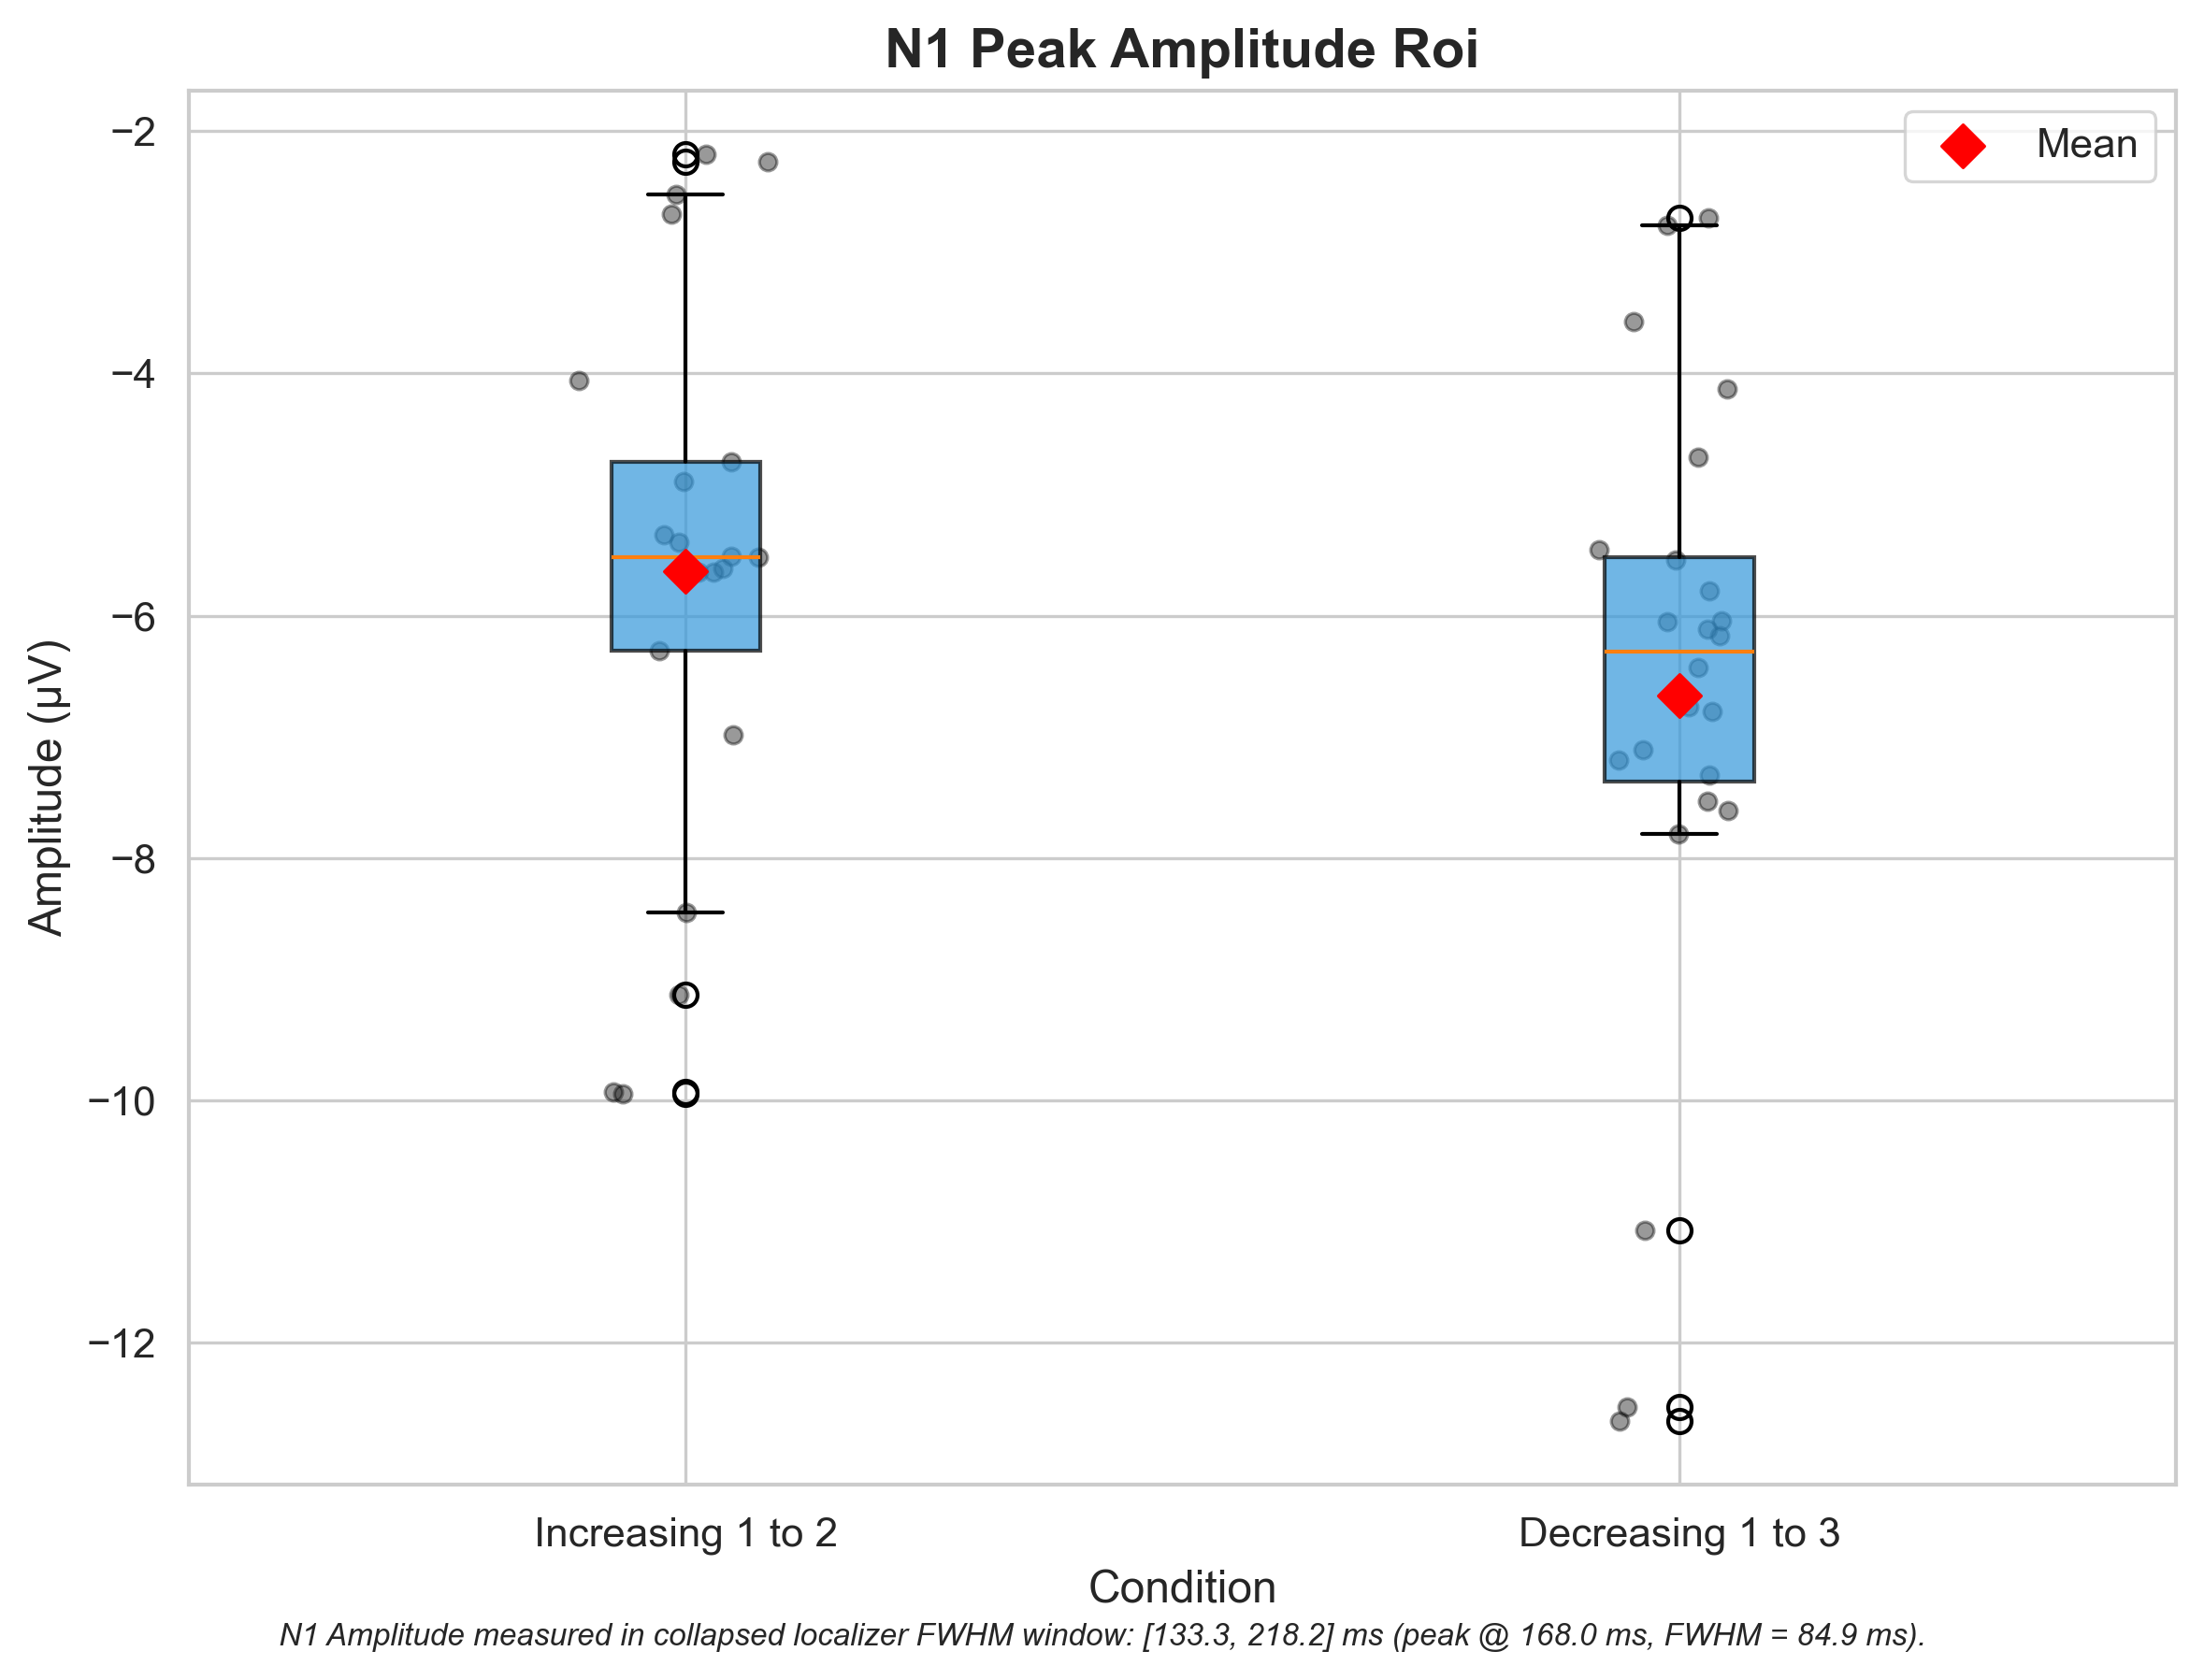 N1 Peak Amplitude Roi
Mean
−2
−4
−6
−8
−10
−12
Amplitude (μV)
Increasing 1 to 2
Decreasing 1 to 3
Condition
N1 Amplitude measured in collapsed localizer FWHM window: [133.3, 218.2] ms (peak @ 168.0 ms, FWHM = 84.9 ms).